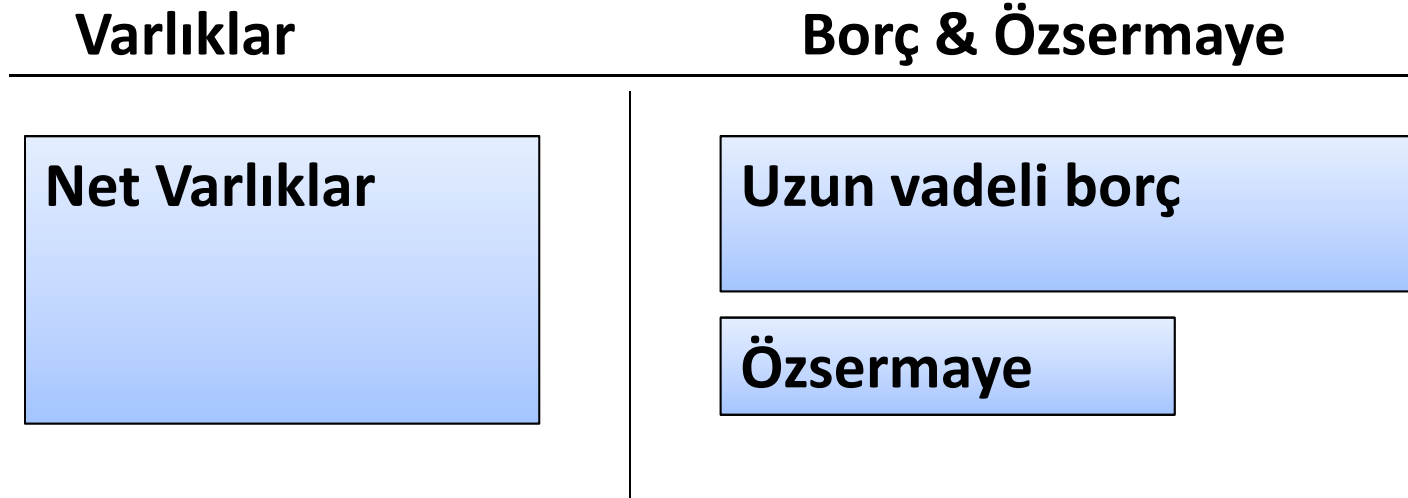 Varlıklar
Borç & Özsermaye
Net Varlıklar
Uzun vadeli borç
Özsermaye